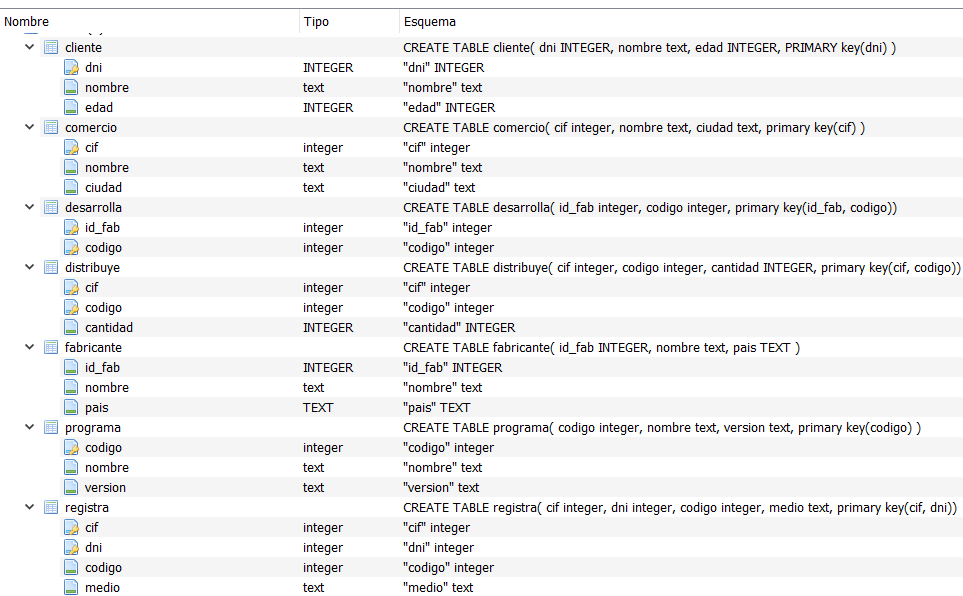 Nombre Tipo Esquema
cliente CREATE TABLE cliente( dni INTEGER, nombre text, edad INTEGER, PRIMARY key(dni) )
dni INTEGER "dni" INTEGER
nombre text "nombre" text
edad INTEGER "edad" INTEGER
comercio CREATE TABLE comercio( cif integer, nombre text, ciudad text, primary key(cif) )
cif integer "cif" integer
nombre text "nombre" text
ciudad text "ciudad" text
desarrolla CREATE TABLE desarrolla( id_fab integer, codigo integer, primary key(id_fab, codigo))
id_fab integer "id_fab" integer
codigo integer "codigo" integer
distribuye CREATE TABLE distribuye( cif integer, codigo integer, cantidad INTEGER, primary key(cif, codigo))
cif integer "cif" integer
codigo integer "codigo" integer
cantidad INTEGER "cantidad" INTEGER
fabricante CREATE TABLE fabricante( id_fab INTEGER, nombre text, pais TEXT )
id_fab INTEGER "id_fab" INTEGER
nombre text "nombre" text
pais TEXT "pais" TEXT
programa CREATE TABLE programa( codigo integer, nombre text, version text, primary key(codigo) )
codigo integer "codigo" integer
nombre text "nombre" text
version text "version" text
registra CREATE TABLE registra( cif integer, dni integer, codigo integer, medio text, primary key(cif, dni))
cif integer "cif" integer
dni integer "dni" integer
codigo integer "codigo" integer
medio text "medio" text